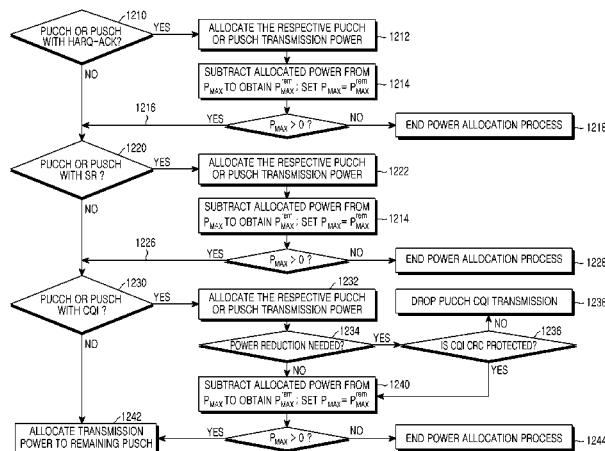 1210
PUCCH OR PUSCH
WITH HARQ-ACK?
YES
ALLOCATE THE RESPECTIVE PUCCH
OR PUSCH TRANSMISSION POWER
1212
NO
SUBTRACT ALLOCATED POWER FROM
P_MAX TO OBTAIN P_MAX^rem; SET P_MAX = P_MAX^rem
1214
1216
YES
P_MAX > 0 ?
NO
END POWER ALLOCATION PROCESS
1218
1220
PUCCH OR PUSCH
WITH SR ?
YES
ALLOCATE THE RESPECTIVE PUCCH
OR PUSCH TRANSMISSION POWER
1222
NO
SUBTRACT ALLOCATED POWER FROM
P_MAX TO OBTAIN P_MAX^rem; SET P_MAX = P_MAX^rem
1214
1226
YES
P_MAX > 0 ?
NO
END POWER ALLOCATION PROCESS
1228
1230
PUCCH OR PUSCH
WITH CQI ?
YES
1232
ALLOCATE THE RESPECTIVE PUCCH
OR PUSCH TRANSMISSION POWER
DROP PUCCH CQI TRANSMISSION
1238
NO
1234
POWER REDUCTION NEEDED?
YES
NO
1236
IS CQI CRC PROTECTED?
YES
NO
1240
SUBTRACT ALLOCATED POWER FROM
P_MAX TO OBTAIN P_MAX^rem; SET P_MAX = P_MAX^rem
1242
ALLOCATE TRANSMISSION
POWER TO REMAINING PUSCH
YES
P_MAX > 0 ?
NO
END POWER ALLOCATION PROCESS
1244